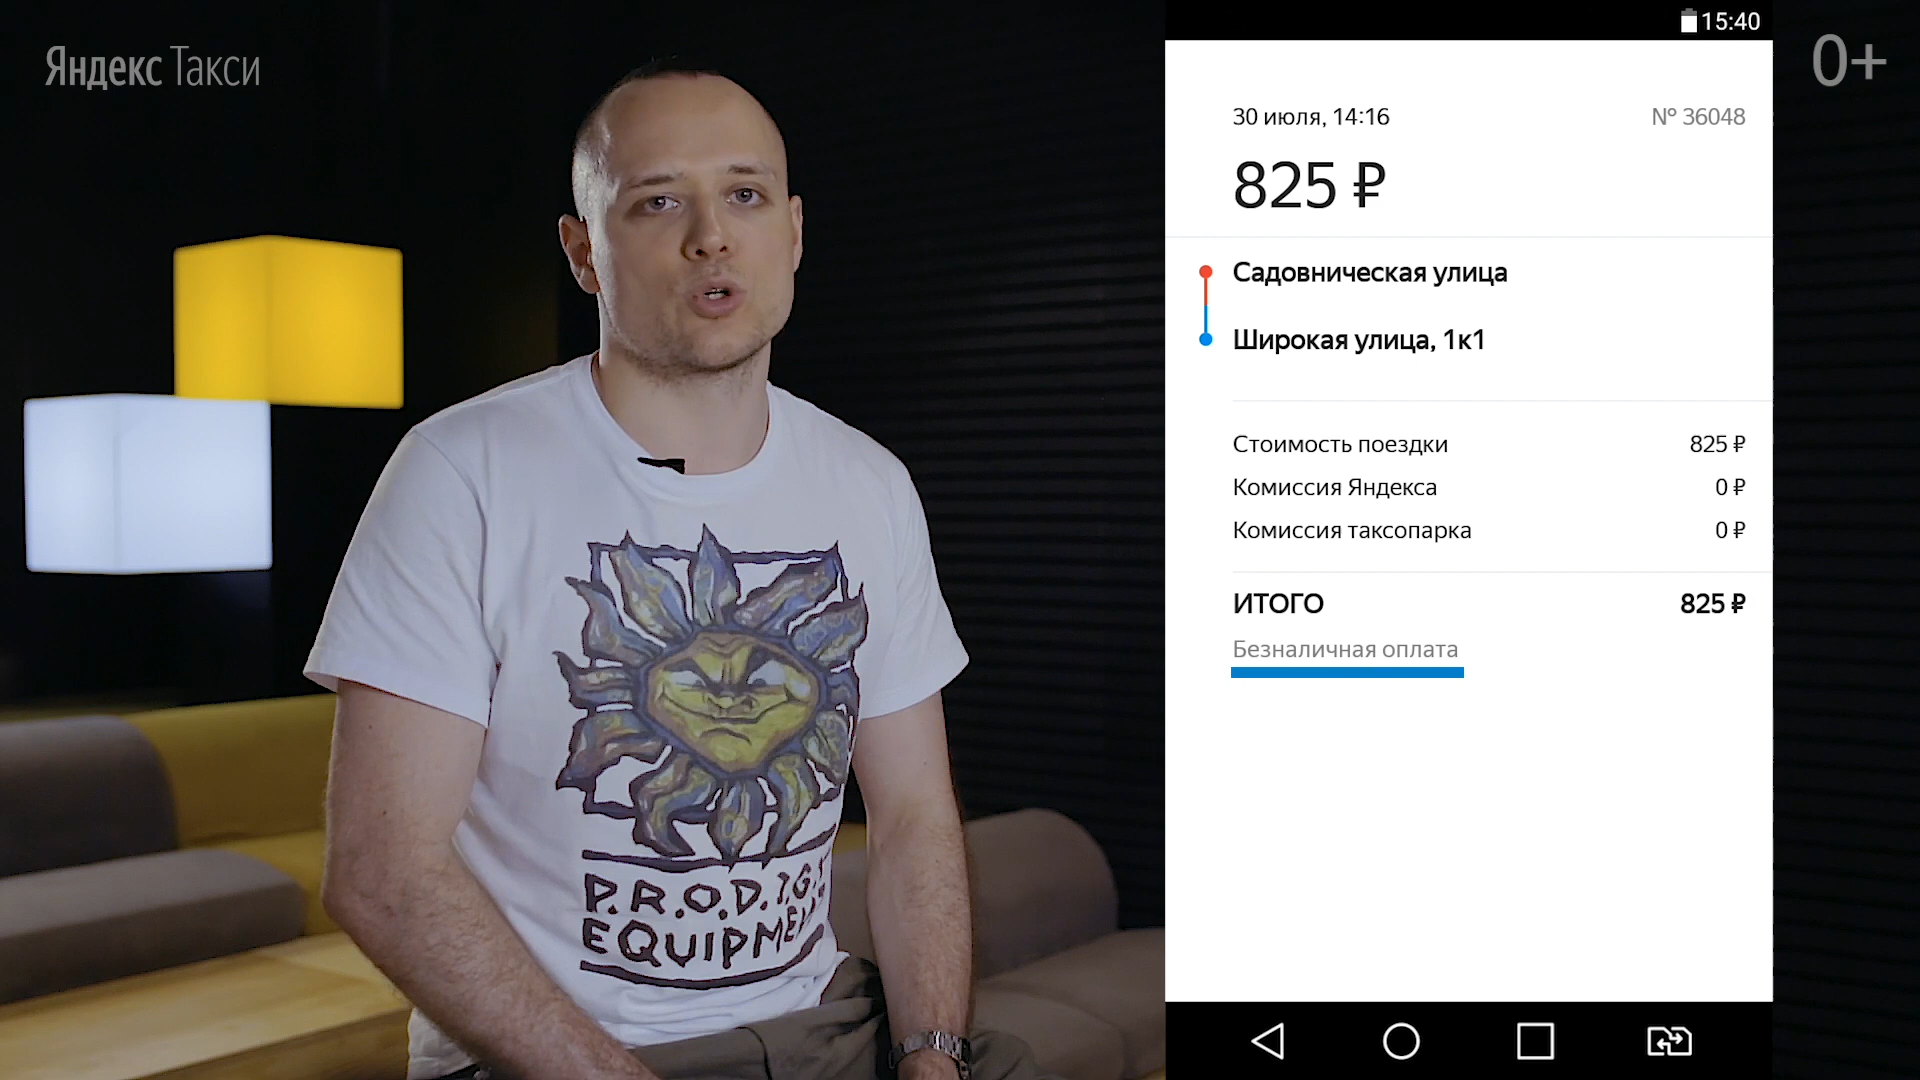 Яндекс Такси
0+
15:40
30 июля, 14:16
№ 36048
825 ₽
Садовническая улица
Широкая улица, 1к1
Стоимость поездки 825 ₽
Комиссия Яндекса 0 ₽
Комиссия таксопарка 0 ₽
ИТОГО 825 ₽
Безналичная оплата
P.R.O.D.I.G.